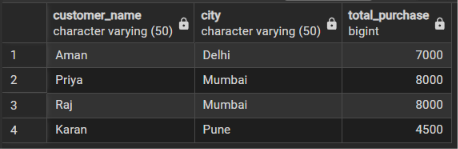 customer_name city total_purchase
character varying (50) character varying (50) bigint
1 Aman Delhi 7000
2 Priya Mumbai 8000
3 Raj Mumbai 8000
4 Karan Pune 4500